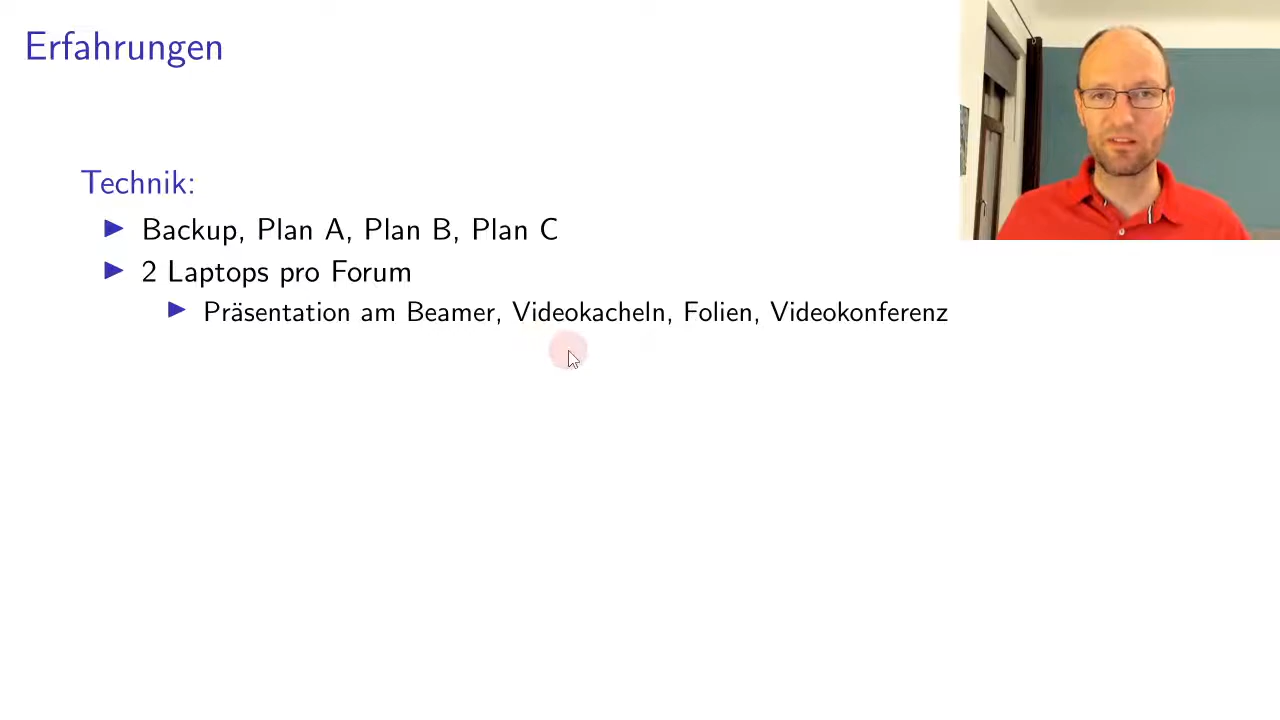 Erfahrungen
Technik:
Backup, Plan A, Plan B, Plan C
2 Laptops pro Forum
Präsentation am Beamer, Videokacheln, Folien, Videokonferenz